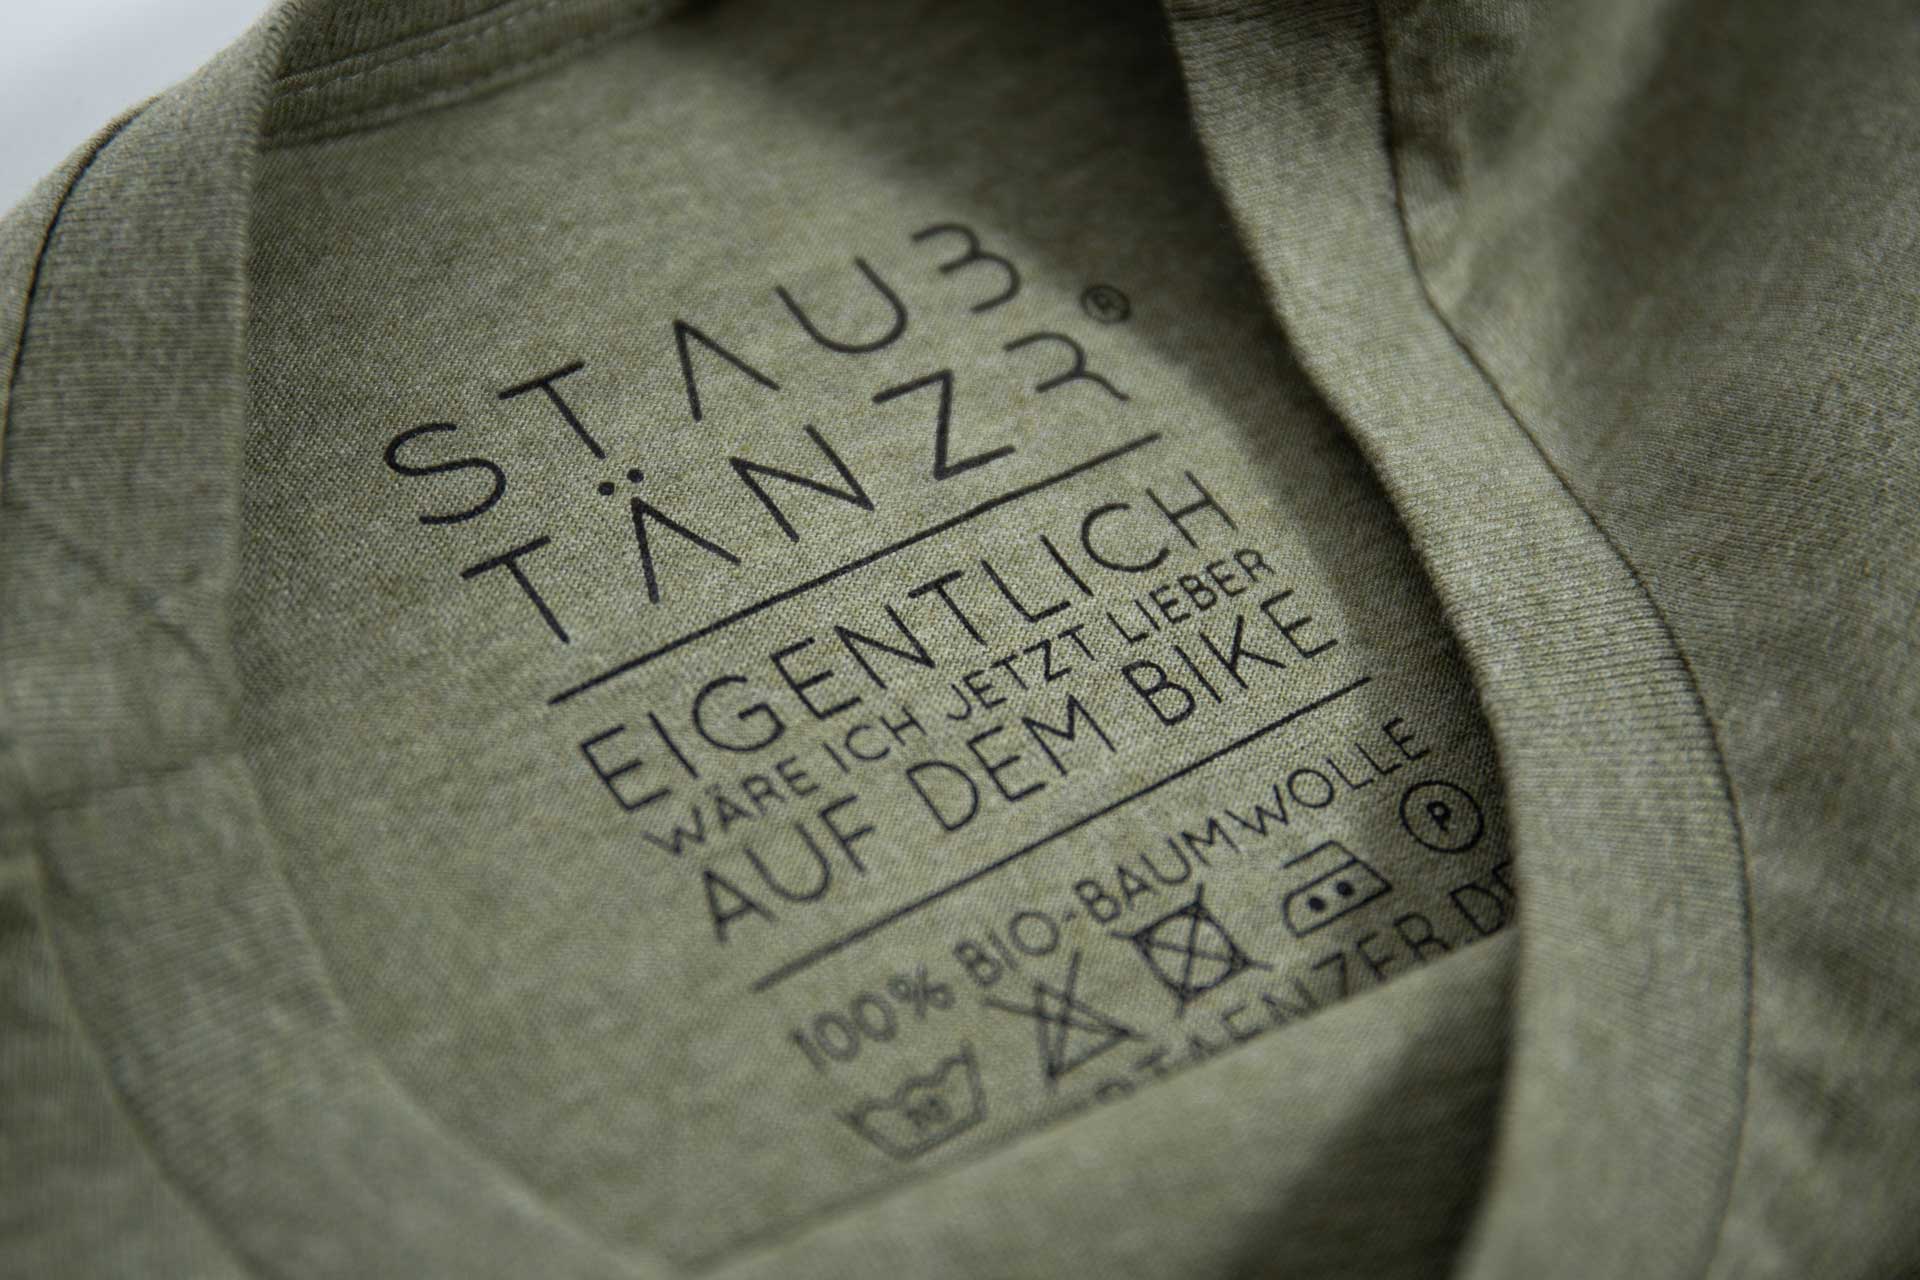 STAUB
TÄNZR®
EIGENTLICH
WÄRE ICH JETZT LIEBER
AUF DEM BIKE
100% BIO-BAUMWOLLE
P